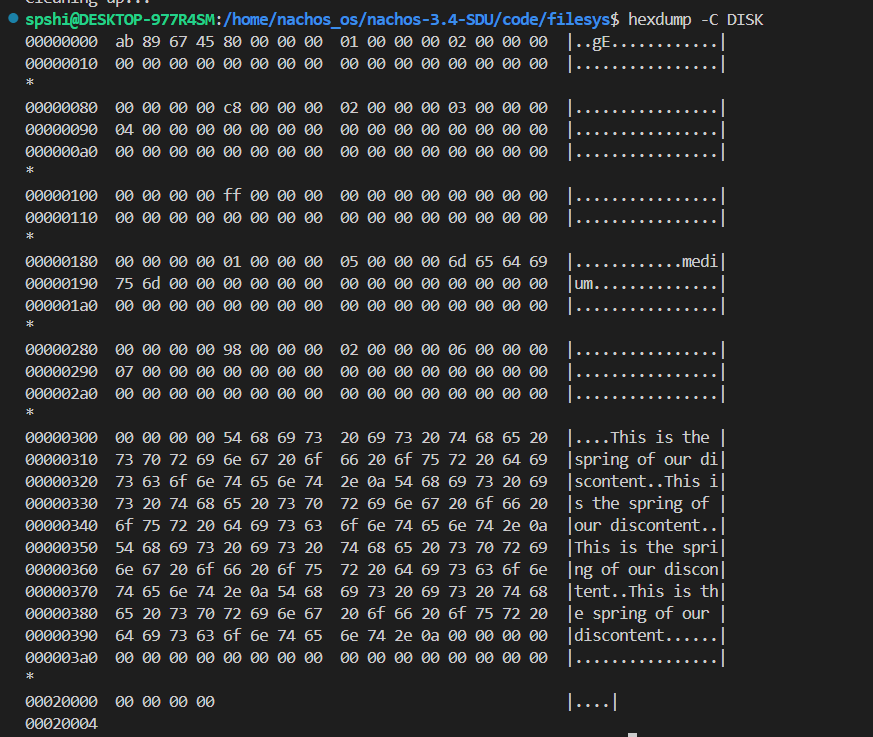 Cleaning up...
spshi@DESKTOP-977R4SM:/home/nachos_os/nachos-3.4-SDU/code/filesys$ hexdump -C DISK
00000000  ab 89 67 45 80 00 00 00  01 00 00 00 02 00 00 00  |..gE............|
00000010  00 00 00 00 00 00 00 00  00 00 00 00 00 00 00 00  |................|
*
00000080  00 00 00 00 c8 00 00 00  02 00 00 00 03 00 00 00  |................|
00000090  04 00 00 00 00 00 00 00  00 00 00 00 00 00 00 00  |................|
000000a0  00 00 00 00 00 00 00 00  00 00 00 00 00 00 00 00  |................|
*
00000100  00 00 00 00 ff 00 00 00  00 00 00 00 00 00 00 00  |................|
00000110  00 00 00 00 00 00 00 00  00 00 00 00 00 00 00 00  |................|
*
00000180  00 00 00 00 01 00 00 00  05 00 00 00 6d 65 64 69  |............medi|
00000190  75 6d 00 00 00 00 00 00  00 00 00 00 00 00 00 00  |um..............|
000001a0  00 00 00 00 00 00 00 00  00 00 00 00 00 00 00 00  |................|
*
00000280  00 00 00 00 98 00 00 00  02 00 00 00 06 00 00 00  |................|
00000290  07 00 00 00 00 00 00 00  00 00 00 00 00 00 00 00  |................|
000002a0  00 00 00 00 00 00 00 00  00 00 00 00 00 00 00 00  |................|
*
00000300  00 00 00 00 54 68 69 73  20 69 73 20 74 68 65 20  |....This is the |
00000310  73 70 72 69 6e 67 20 6f  66 20 6f 75 72 20 64 69  |spring of our di|
00000320  73 63 6f 6e 74 65 6e 74  2e 0a 54 68 69 73 20 69  |scontent..This i|
00000330  73 20 74 68 65 20 73 70  72 69 6e 67 20 6f 66 20  |s the spring of |
00000340  6f 75 72 20 64 69 73 63  6f 6e 74 65 6e 74 2e 0a  |our discontent..|
00000350  54 68 69 73 20 69 73 20  74 68 65 20 73 70 72 69  |This is the spri|
00000360  6e 67 20 6f 66 20 6f 75  72 20 64 69 73 63 6f 6e  |ng of our discon|
00000370  74 65 6e 74 2e 0a 54 68  69 73 20 69 73 20 74 68  |tent..This is th|
00000380  65 20 73 70 72 69 6e 67  20 6f 66 20 6f 75 72 20  |e spring of our |
00000390  64 69 73 63 6f 6e 74 65  6e 74 2e 0a 00 00 00 00  |discontent......|
000003a0  00 00 00 00 00 00 00 00  00 00 00 00 00 00 00 00  |................|
*
00020000  00 00 00 00                                       |....|
00020004